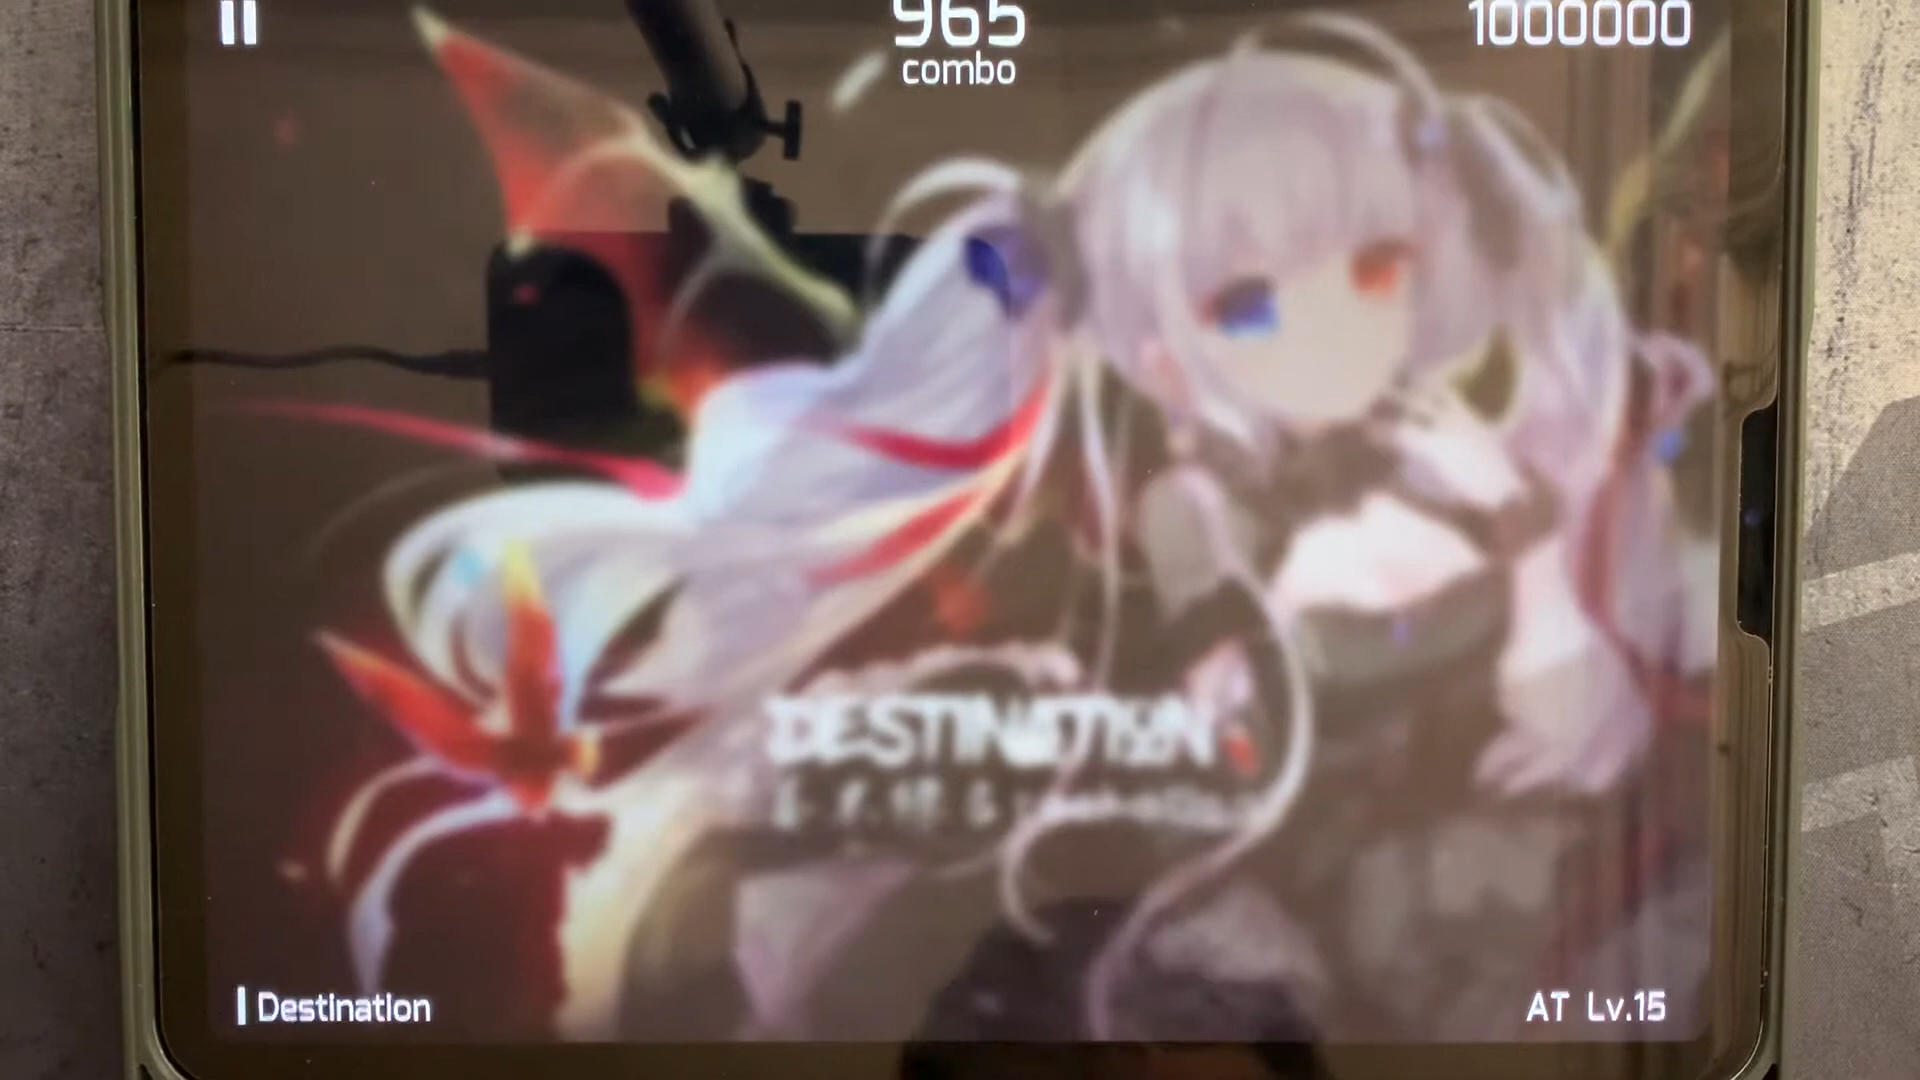 965
combo
1000000
DESTINATION
Destination
AT Lv.15